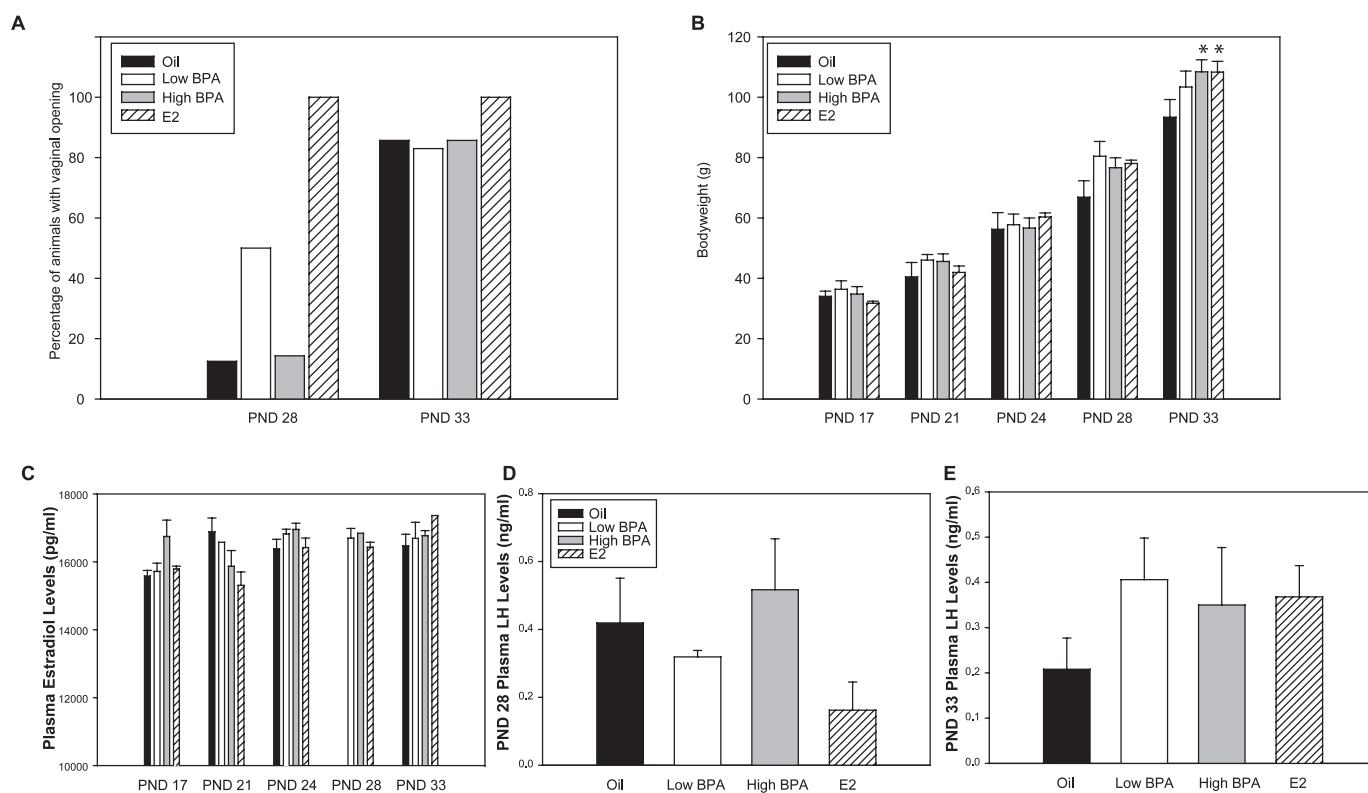 A
Percentage of animals with vaginal opening
100
80
60
40
20
0
Oil
Low BPA
High BPA
E2
PND 28
PND 33
B
Bodyweight (g)
120
100
80
60
40
20
0
Oil
Low BPA
High BPA
E2
* *
PND 17
PND 21
PND 24
PND 28
PND 33
C
Plasma Estradiol Levels (pg/ml)
18000
16000
14000
12000
10000
PND 17
PND 21
PND 24
PND 28
PND 33
D
PND 28 Plasma LH Levels (ng/ml)
0.8
0.6
0.4
0.2
0.0
Oil
Low BPA
High BPA
E2
Oil
Low BPA
High BPA
E2
E
PND 33 Plasma LH Levels (ng/ml)
0,6
0,5
0,4
0,3
0,2
0,1
0,0
Oil
Low BPA
High BPA
E2